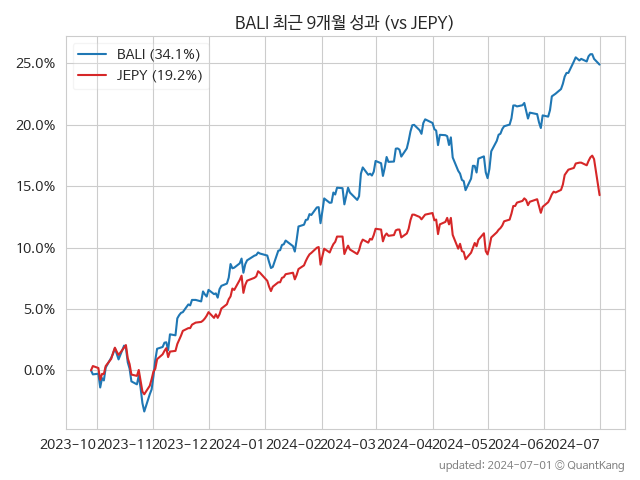 BALI 최근 9개월 성과 (vs JEPY)
BALI (34.1%)
JEPY (19.2%)
25.0%
20.0%
15.0%
10.0%
5.0%
0.0%
2023-10 2023-11 2023-12 2024-01 2024-02 2024-03 2024-04 2024-05 2024-06 2024-07
updated: 2024-07-01 © QuantKang